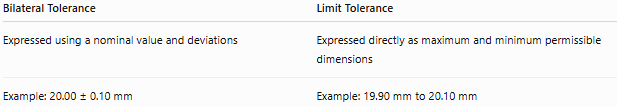 Bilateral Tolerance Limit Tolerance
Expressed using a nominal value and deviations Expressed directly as maximum and minimum permissible
dimensions
Example: 20.00 ± 0.10 mm Example: 19.90 mm to 20.10 mm